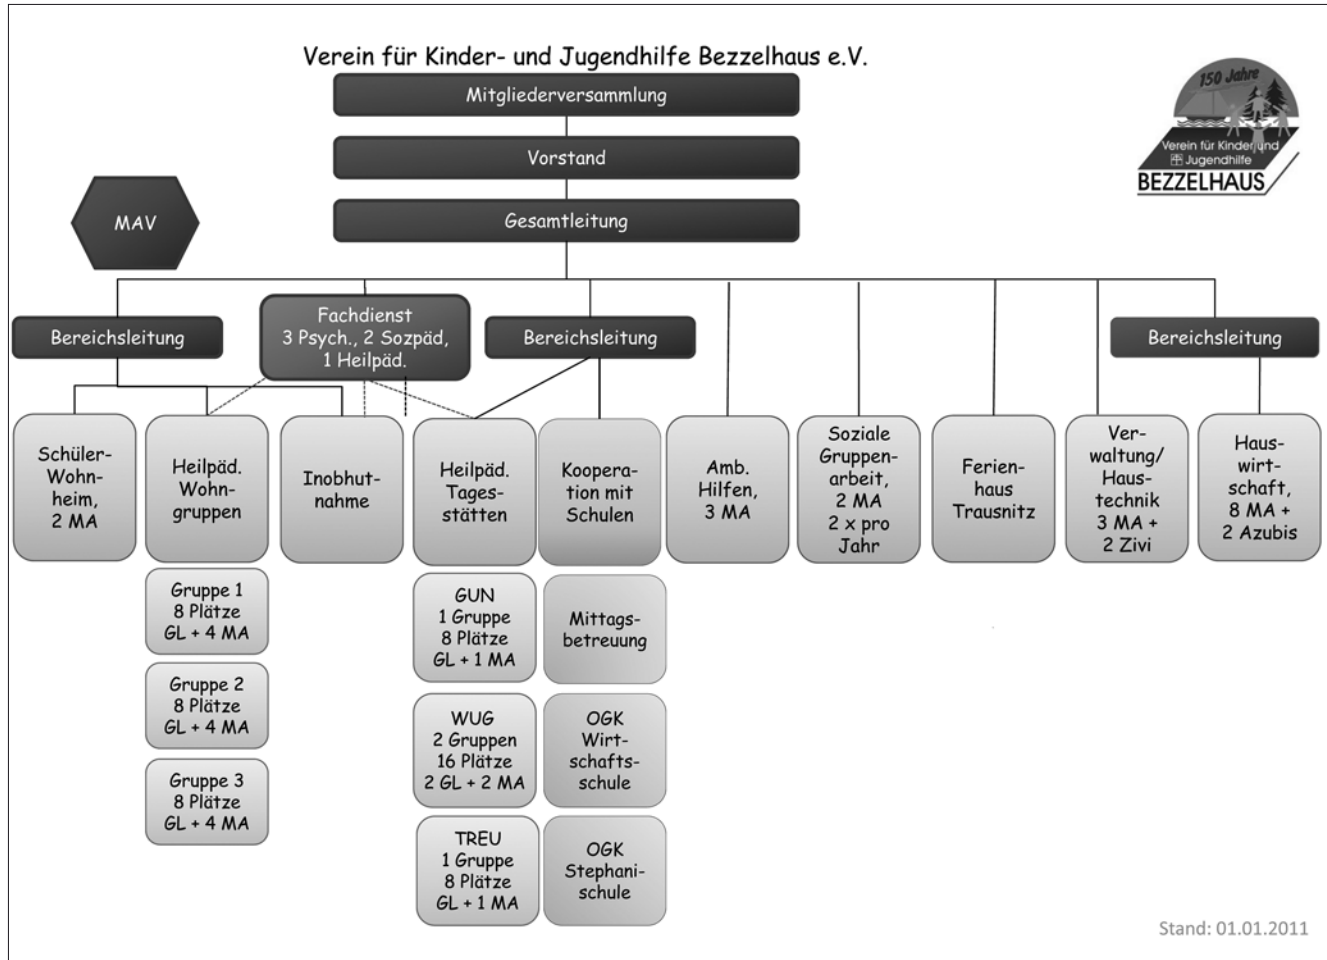 Verein für Kinder- und Jugendhilfe Bezzelhaus e.V.
Mitgliederversammlung
Vorstand
Gesamtleitung
150 Jahre
Verein für Kinder und
Jugendhilfe
BEZZELHAUS
MAV
Bereichsleitung
Fachdienst
3 Psych., 2 Sozpäd,
1 Heilpäd.
Bereichsleitung
Bereichsleitung
Schüler-
Wohn-
heim,
2 MA
Heilpäd.
Wohn-
gruppen
Inobhut-
nahme
Heilpäd.
Tages-
stätten
Koopera-
tion mit
Schulen
Amb.
Hilfen,
3 MA
Soziale
Gruppen-
arbeit,
2 MA
2 x pro
Jahr
Ferien-
haus
Trausnitz
Ver-
waltung/
Haus-
technik
3 MA +
2 Zivi
Haus-
wirt-
schaft,
8 MA +
2 Azubis
Gruppe 1
8 Plätze
GL + 4 MA
Gruppe 2
8 Plätze
GL + 4 MA
Gruppe 3
8 Plätze
GL + 4 MA
GUN
1 Gruppe
8 Plätze
GL + 1 MA
WUG
2 Gruppen
16 Plätze
2 GL + 2 MA
TREU
1 Gruppe
8 Plätze
GL + 1 MA
Mittags-
betreuung
OGK
Wirt-
schafts-
schule
OGK
Stephani-
schule
Stand: 01.01.2011